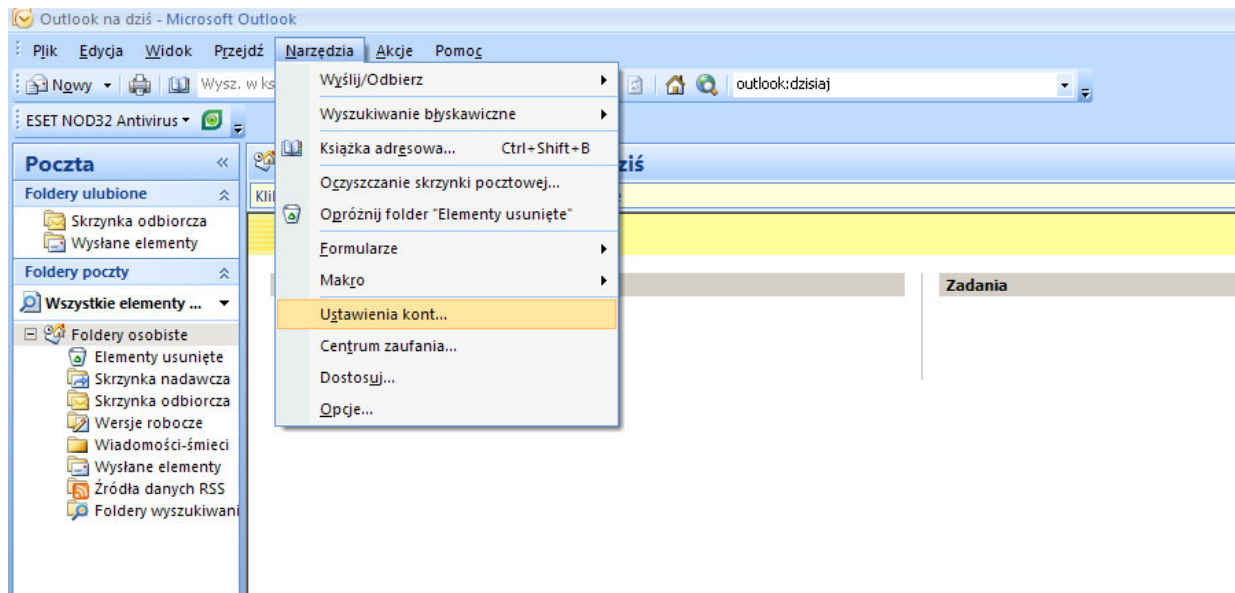 Outlook na dziś - Microsoft Outlook
Plik Edycja Widok Przejdź Narzędzia Akcje Pomoc
Nowy Wysz. w ks outlook:dzisiaj
ESET NOD32 Antivirus
Poczta
Foldery ulubione
Skrzynka odbiorcza
Wysłane elementy
Foldery poczty
Wszystkie elementy ...
Foldery osobiste
Elementy usunięte
Skrzynka nadawcza
Skrzynka odbiorcza
Wersje robocze
Wiadomości-śmieci
Wysłane elementy
Źródła danych RSS
Foldery wyszukiwani
Wyślij/Odbierz
Wyszukiwanie błyskawiczne
Książka adresowa... Ctrl+Shift+B
Oczyszczanie skrzynki pocztowej...
Opróżnij folder "Elementy usunięte"
Formularze
Makro
Ustawienia kont...
Centrum zaufania...
Dostosuj...
Opcje...
ziś
Zadania